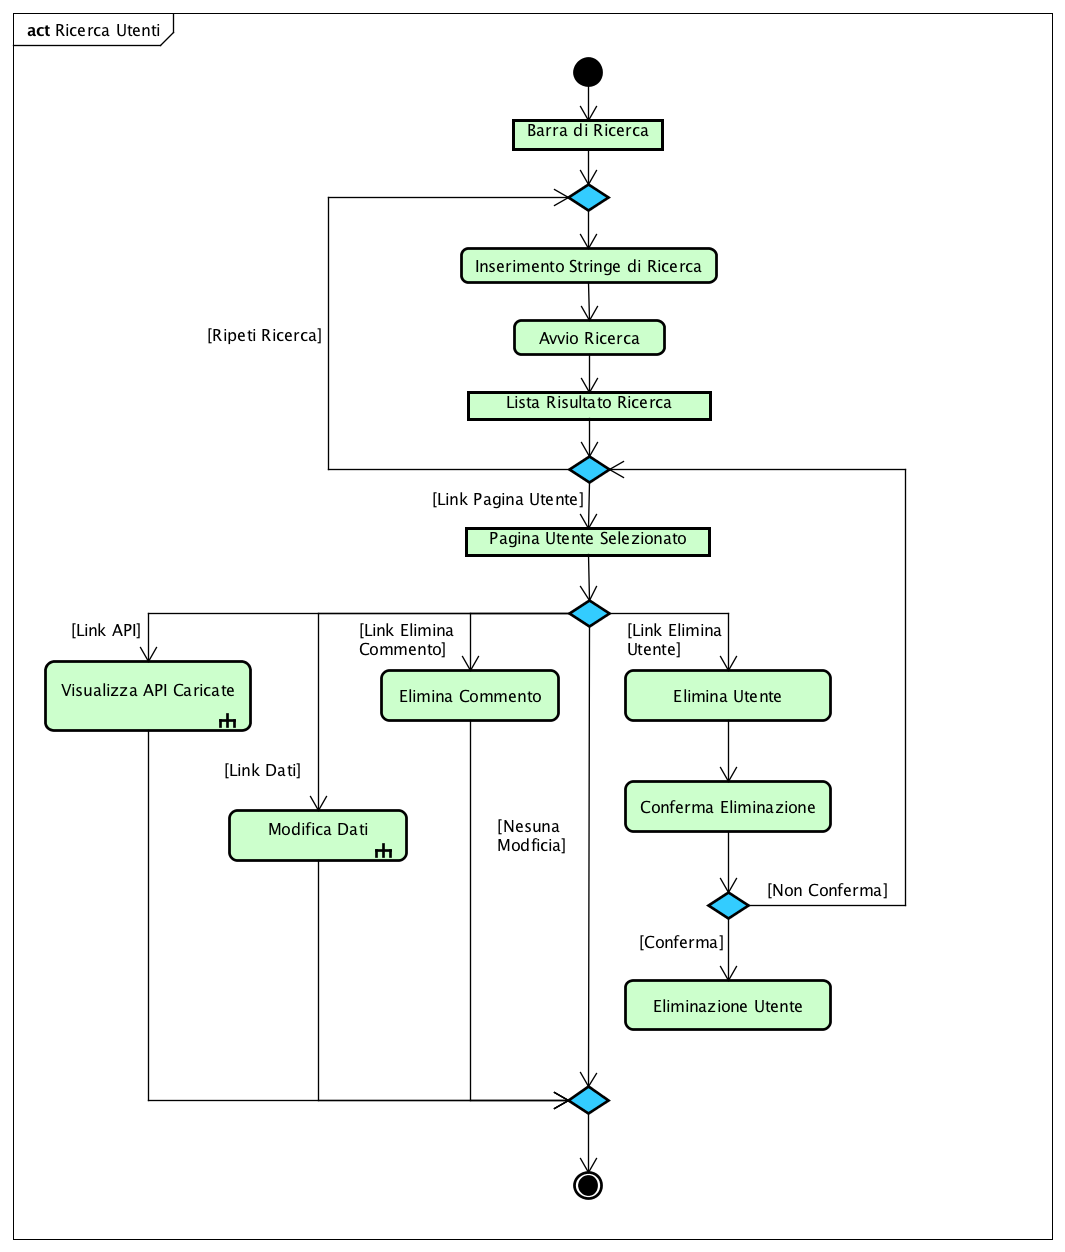 act Ricerca Utenti
Barra di Ricerca
Inserimento Stringe di Ricerca
[Ripeti Ricerca]
Avvio Ricerca
Lista Risultato Ricerca
[Link Pagina Utente]
Pagina Utente Selezionato
[Link API]
[Link Elimina
Commento]
[Link Elimina
Utente]
Visualizza API Caricate
Elimina Commento
Elimina Utente
[Link Dati]
Modifica Dati
[Nesuna
Modficia]
Conferma Eliminazione
[Non Conferma]
[Conferma]
Eliminazione Utente